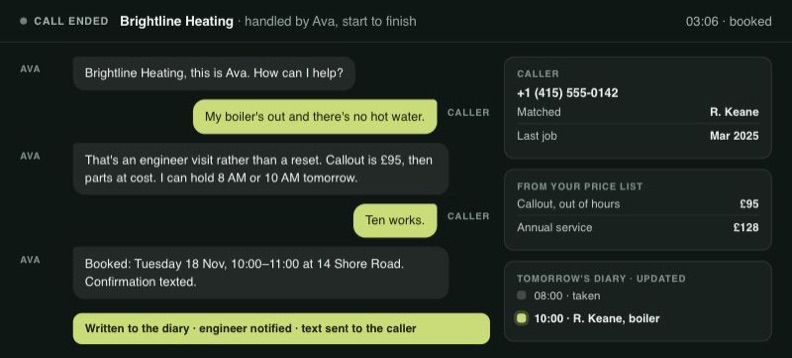 CALL ENDED Brightline Heating · handled by Ava, start to finish
03:06 · booked
AVA
Brightline Heating, this is Ava. How can I help?
My boiler's out and there's no hot water.
CALLER
AVA
That's an engineer visit rather than a reset. Callout is £95, then
parts at cost. I can hold 8 AM or 10 AM tomorrow.
Ten works.
CALLER
AVA
Booked: Tuesday 18 Nov, 10:00–11:00 at 14 Shore Road.
Confirmation texted.
Written to the diary · engineer notified · text sent to the caller
CALLER
+1 (415) 555-0142
Matched R. Keane
Last job Mar 2025
FROM YOUR PRICE LIST
Callout, out of hours £95
Annual service £128
TOMORROW'S DIARY · UPDATED
08:00 · taken
10:00 · R. Keane, boiler